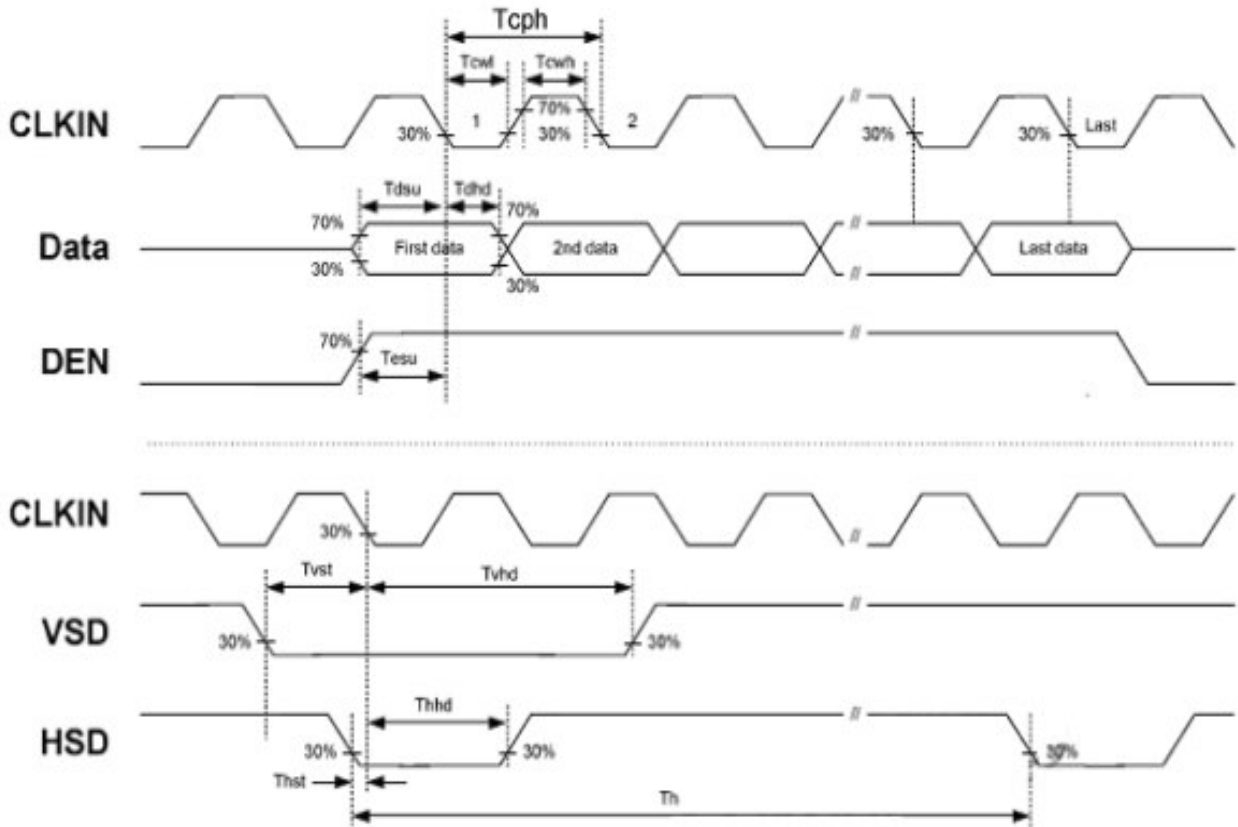 Tcph
Tcwl Tcwh
CLKIN 30% 1 70% 30% 2 // 30% 30% Last
Tdsu Tdhd
70% 70%
Data First data 2nd data // // Last data
30% 30%
DEN 70% Tesu //
CLKIN 30% //
Tvst Tvhd
VSD 30% 30% //
Thhd
HSD 30% 30% // 30%
Thst
Th